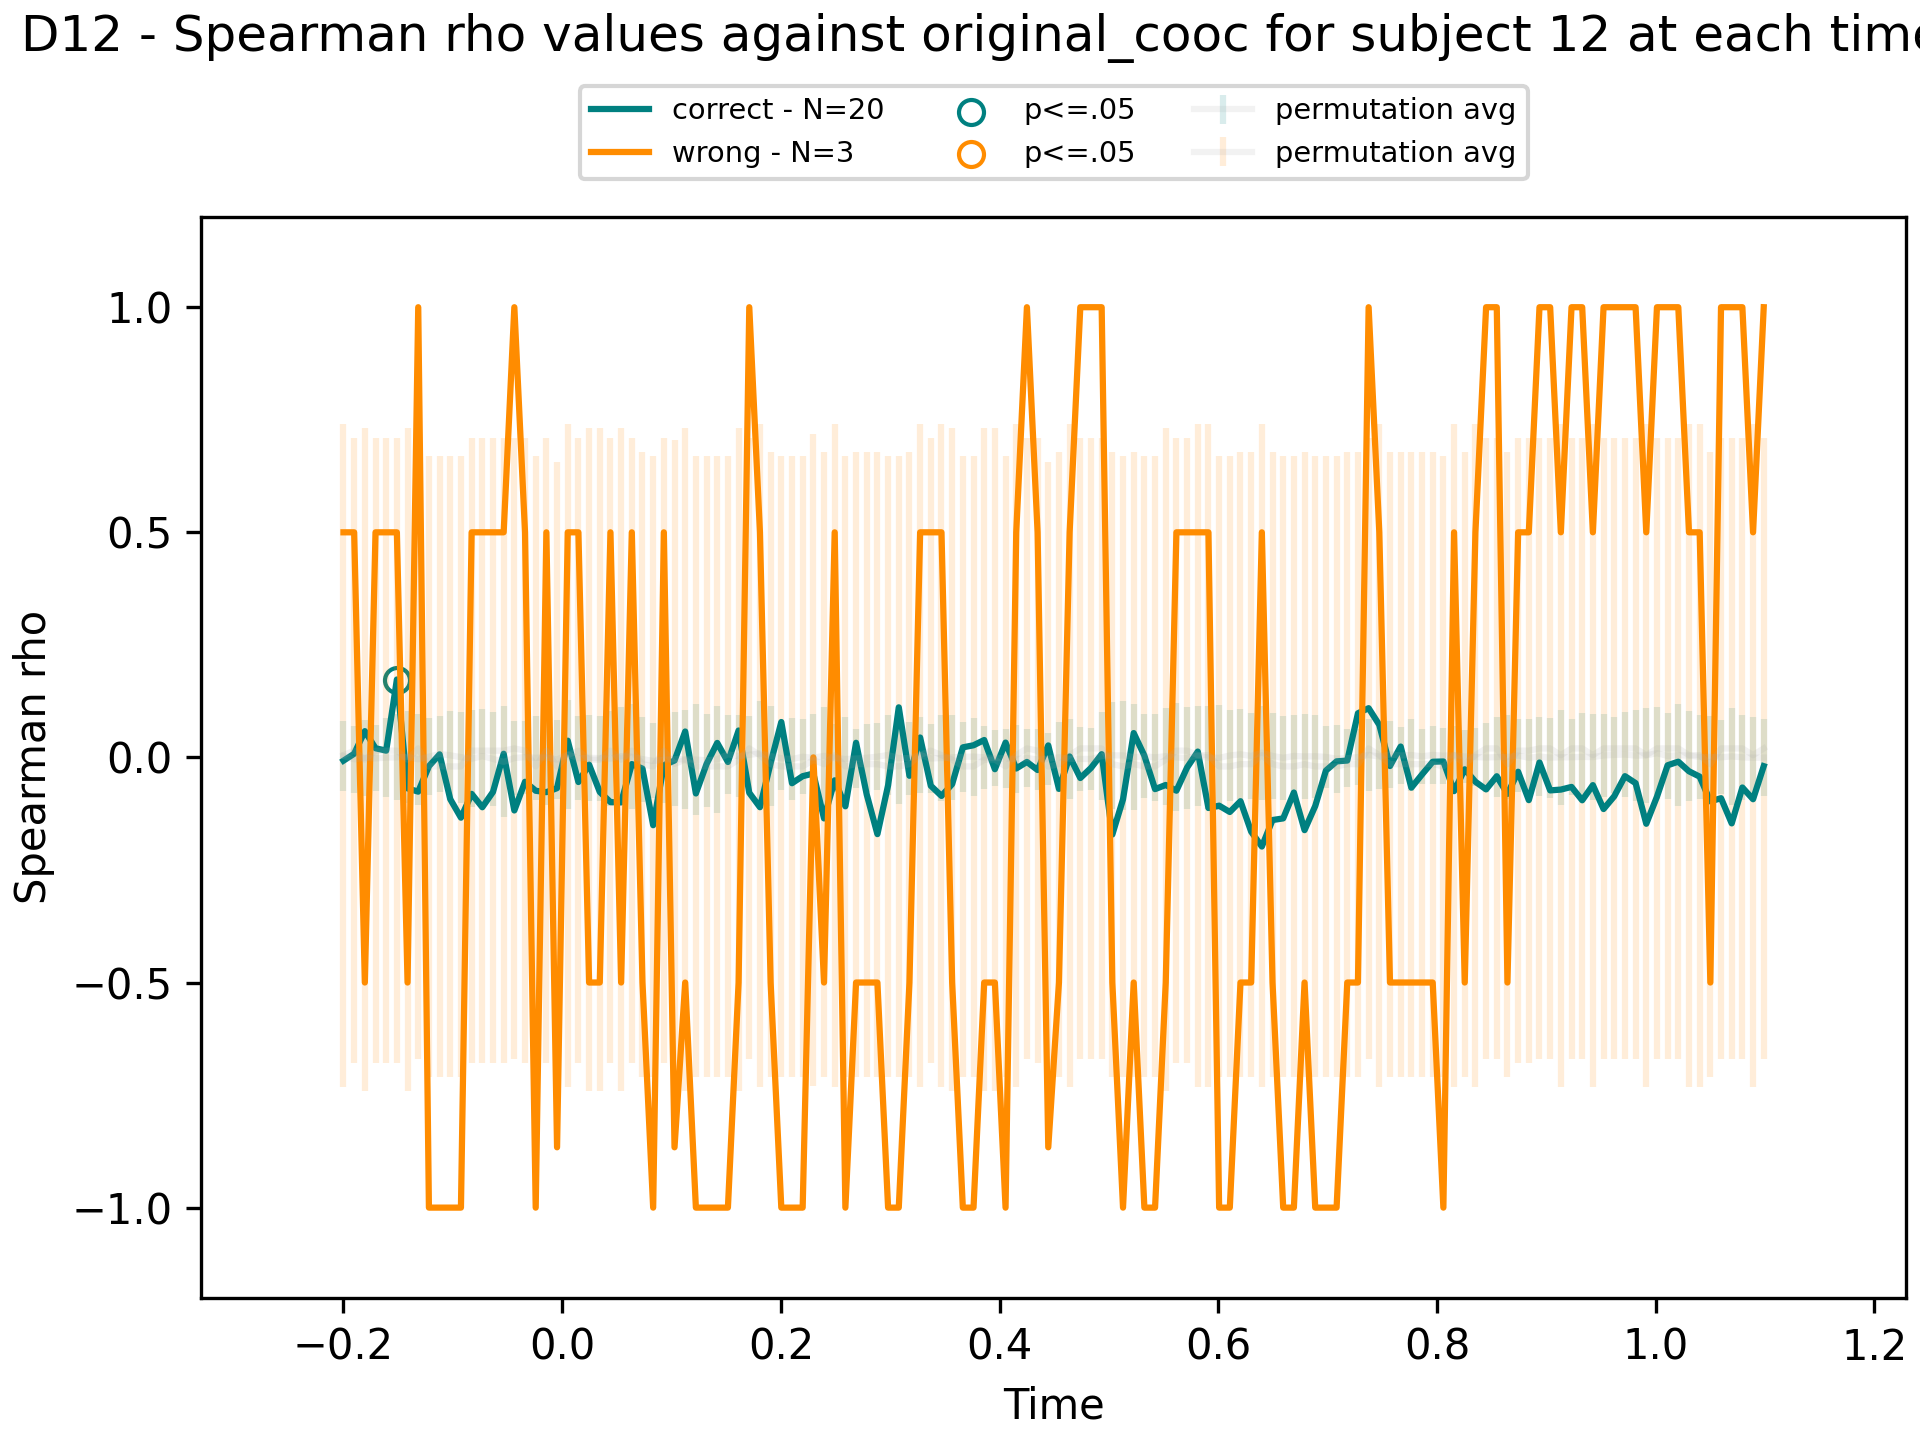 D12 - Spearman rho values against original_cooc for subject 12 at each time
correct - N=20 p<=.05 permutation avg
wrong - N=3 p<=.05 permutation avg
1.0
0.5
0.0
−0.5
−1.0
Spearman rho
−0.2 0.0 0.2 0.4 0.6 0.8 1.0 1.2
Time